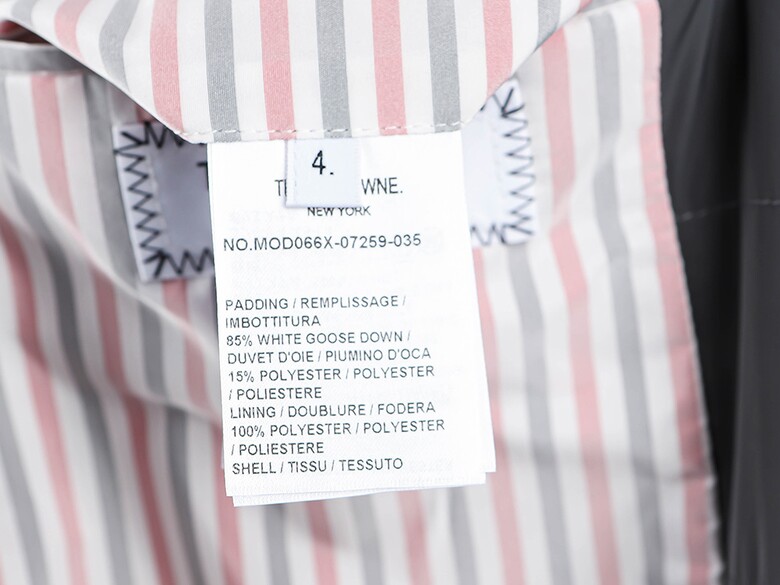 4.
WNE.
NEW YORK
NO.MOD066X-07259-035
PADDING / REMPLISSAGE /
IMBOTTITURA
85% WHITE GOOSE DOWN /
DUVET D'OIE / PIUMINO D'OCA
15% POLYESTER / POLYESTER
/ POLIESTERE
LINING / DOUBLURE / FODERA
100% POLYESTER / POLYESTER
/ POLIESTERE
SHELL / TISSU / TESSUTO